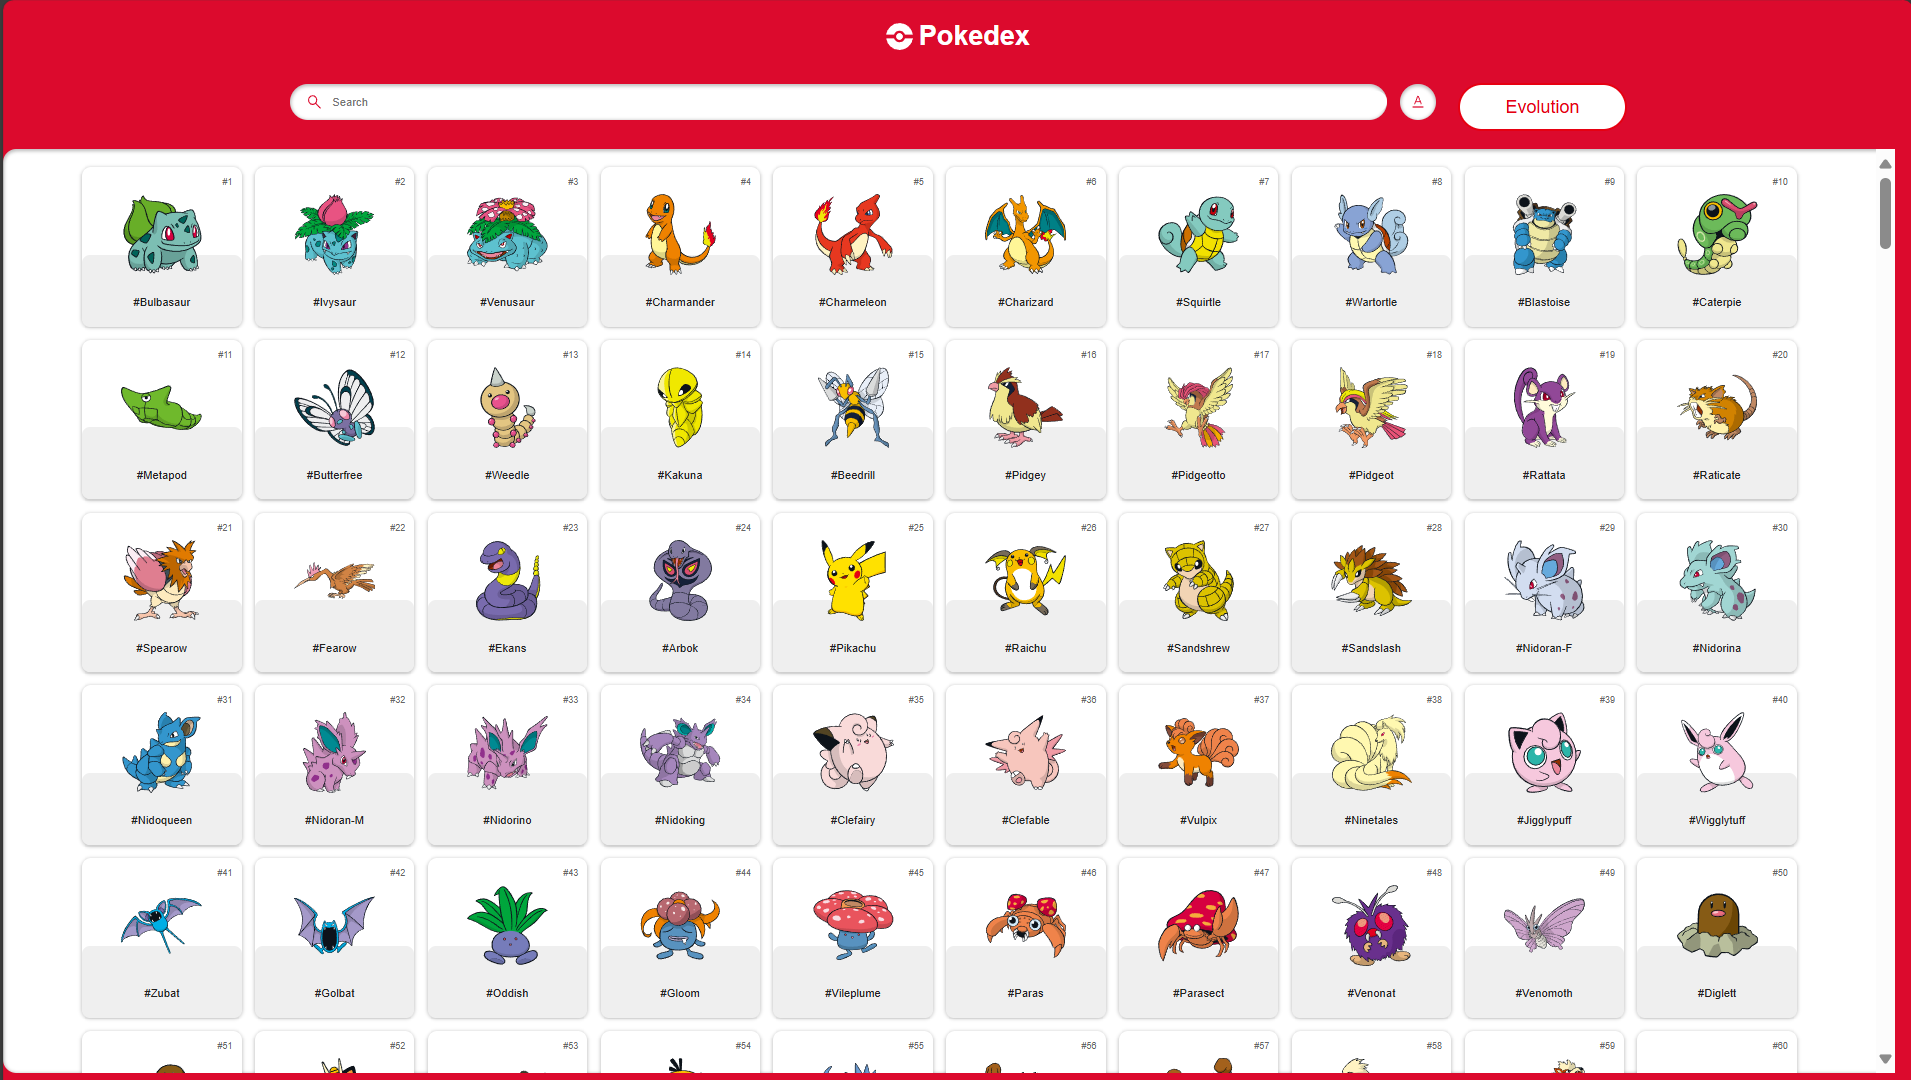 Pokedex
Search
A
Evolution
#1 #2 #3 #4 #5 #6 #7 #8 #9 #10
#Bulbasaur #Ivysaur #Venusaur #Charmander #Charmeleon #Charizard #Squirtle #Wartortle #Blastoise #Caterpie
#11 #12 #13 #14 #15 #16 #17 #18 #19 #20
#Metapod #Butterfree #Weedle #Kakuna #Beedrill #Pidgey #Pidgeotto #Pidgeot #Rattata #Raticate
#21 #22 #23 #24 #25 #26 #27 #28 #29 #30
#Spearow #Fearow #Ekans #Arbok #Pikachu #Raichu #Sandshrew #Sandslash #Nidoran-F #Nidorina
#31 #32 #33 #34 #35 #36 #37 #38 #39 #40
#Nidoqueen #Nidoran-M #Nidorino #Nidoking #Clefairy #Clefable #Vulpix #Ninetales #Jigglypuff #Wigglytuff
#41 #42 #43 #44 #45 #46 #47 #48 #49 #50
#Zubat #Golbat #Oddish #Gloom #Vileplume #Paras #Parasect #Venonat #Venomoth #Diglett
#51 #52 #53 #54 #55 #56 #57 #58 #59 #60